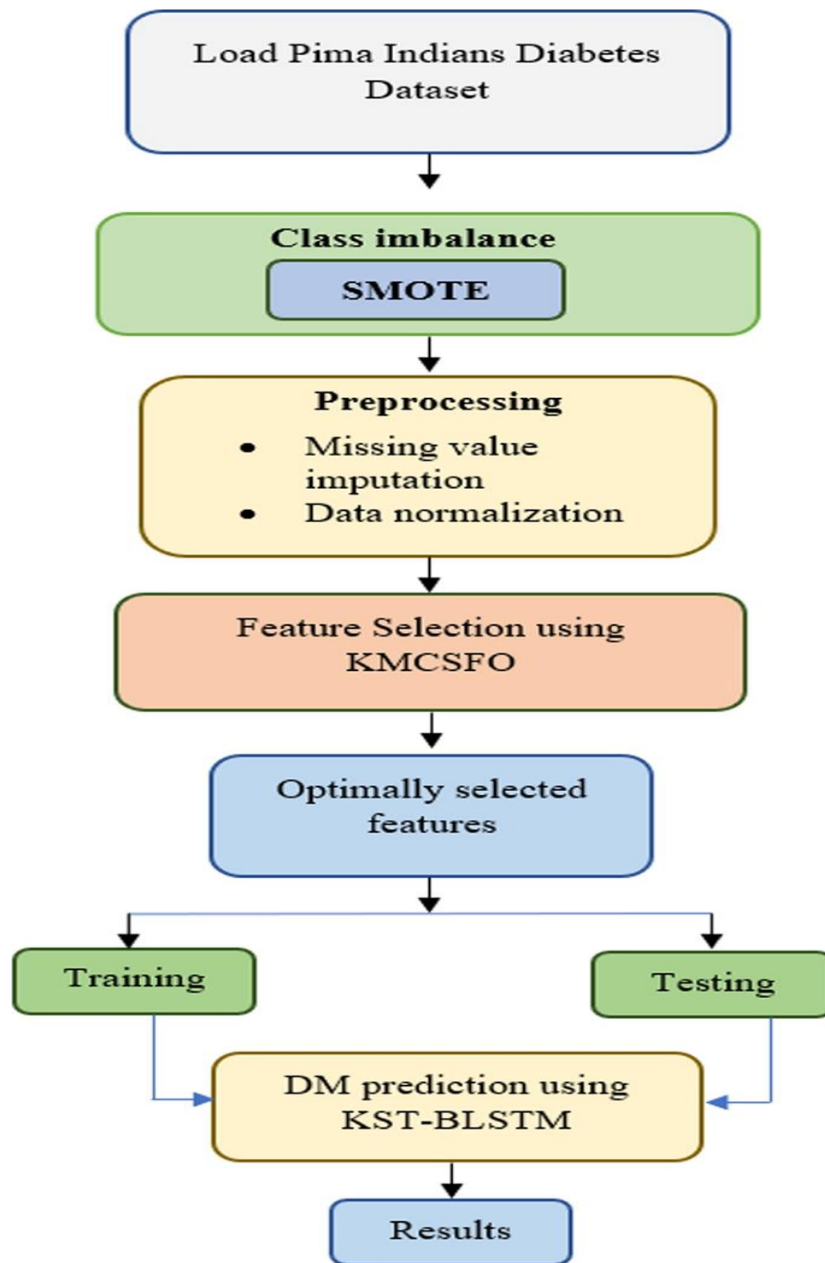 Load Pima Indians Diabetes
Dataset
Class imbalance
SMOTE
Preprocessing
• Missing value
imputation
• Data normalization
Feature Selection using
KMCSFO
Optimally selected
features
Training
Testing
DM prediction using
KST-BLSTM
Results